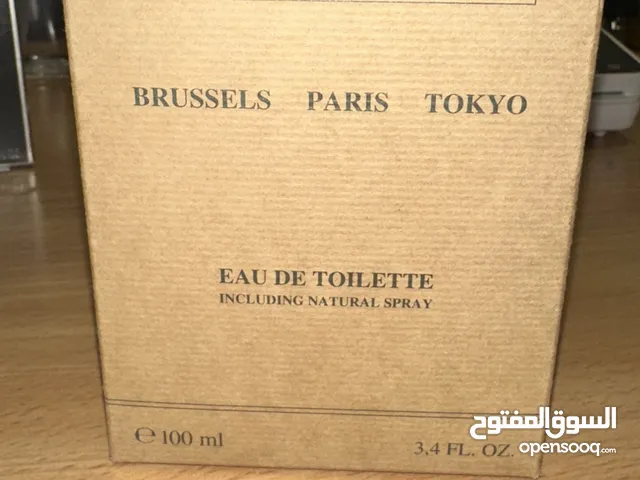 BRUSSELS PARIS TOKYO
EAU DE TOILETTE
INCLUDING NATURAL SPRAY
℮ 100 ml
3,4 FL. OZ.
السوق المفتوح
opensooq.com